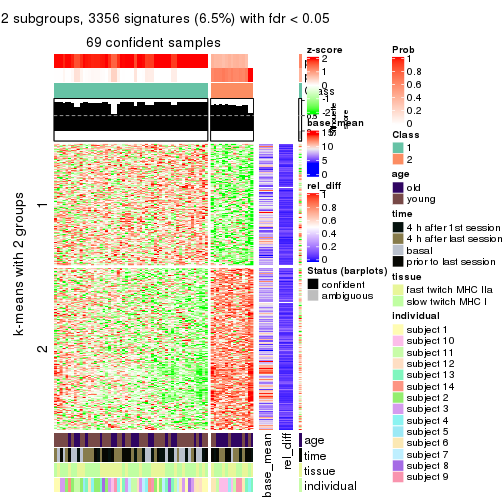 2 subgroups, 3356 signatures (6.5%) with fdr < 0.05
69 confident samples
k-means with 2 groups
1
2
base_mean
rel_diff
age
time
tissue
individual
z-score
2
1
0
-1
-2
base_mean
15
10
5
0
rel_diff
1
0.8
0.6
0.4
0.2
0
Status (barplots)
confident
ambiguous
Prob
1
0.8
0.6
0.4
0.2
0
Class
1
2
age
old
young
time
4 h after 1st session
4 h after last session
basal
prior to last session
tissue
fast twitch MHC IIa
slow twitch MHC I
individual
subject 1
subject 10
subject 11
subject 12
subject 13
subject 14
subject 2
subject 3
subject 4
subject 5
subject 6
subject 7
subject 8
subject 9